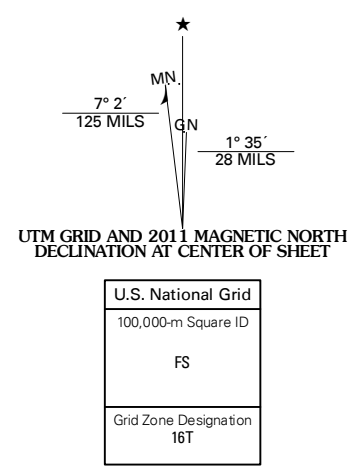 ★
M.N.
7° 2´
125 MILS
GN
1° 35´
28 MILS
UTM GRID AND 2011 MAGNETIC NORTH
DECLINATION AT CENTER OF SHEET
U.S. National Grid
100,000-m Square ID
FS
Grid Zone Designation
16T